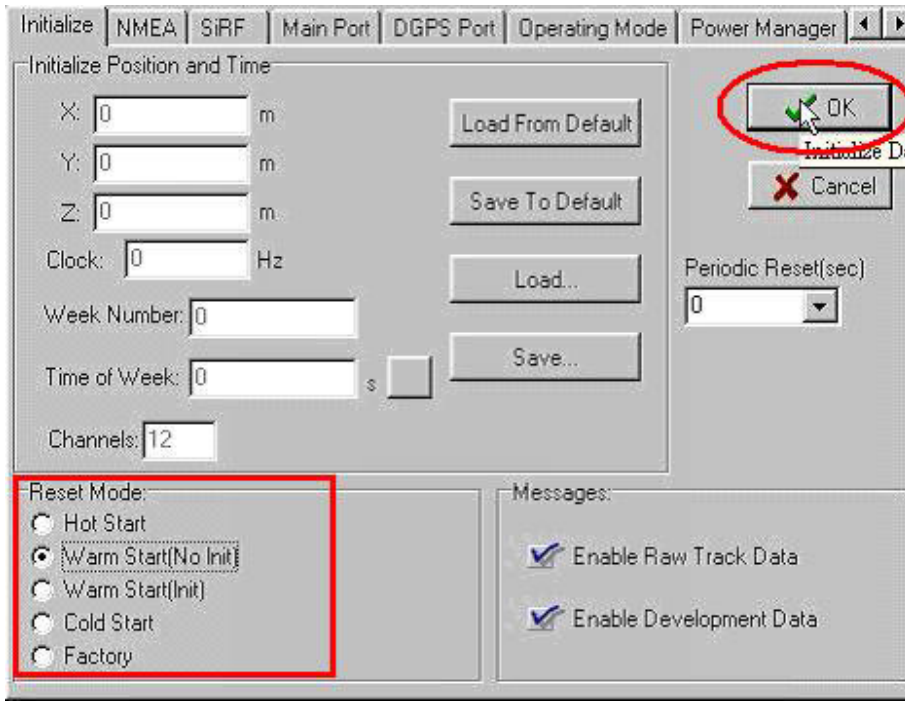 Initialize NMEA SiRF Main Port DGPS Port Operating Mode Power Manager
Initialize Position and Time
X: 0 m
Y: 0 m
Z: 0 m
Clock: 0 Hz
Week Number: 0
Time of Week: 0 s
Channels: 12
Load From Default
Save To Default
Load...
Save...
OK
Initialize
Cancel
Periodic Reset(sec)
0
Reset Mode:
Hot Start
Warm Start(No Init)
Warm Start(Init)
Cold Start
Factory
Messages:
Enable Raw Track Data
Enable Development Data